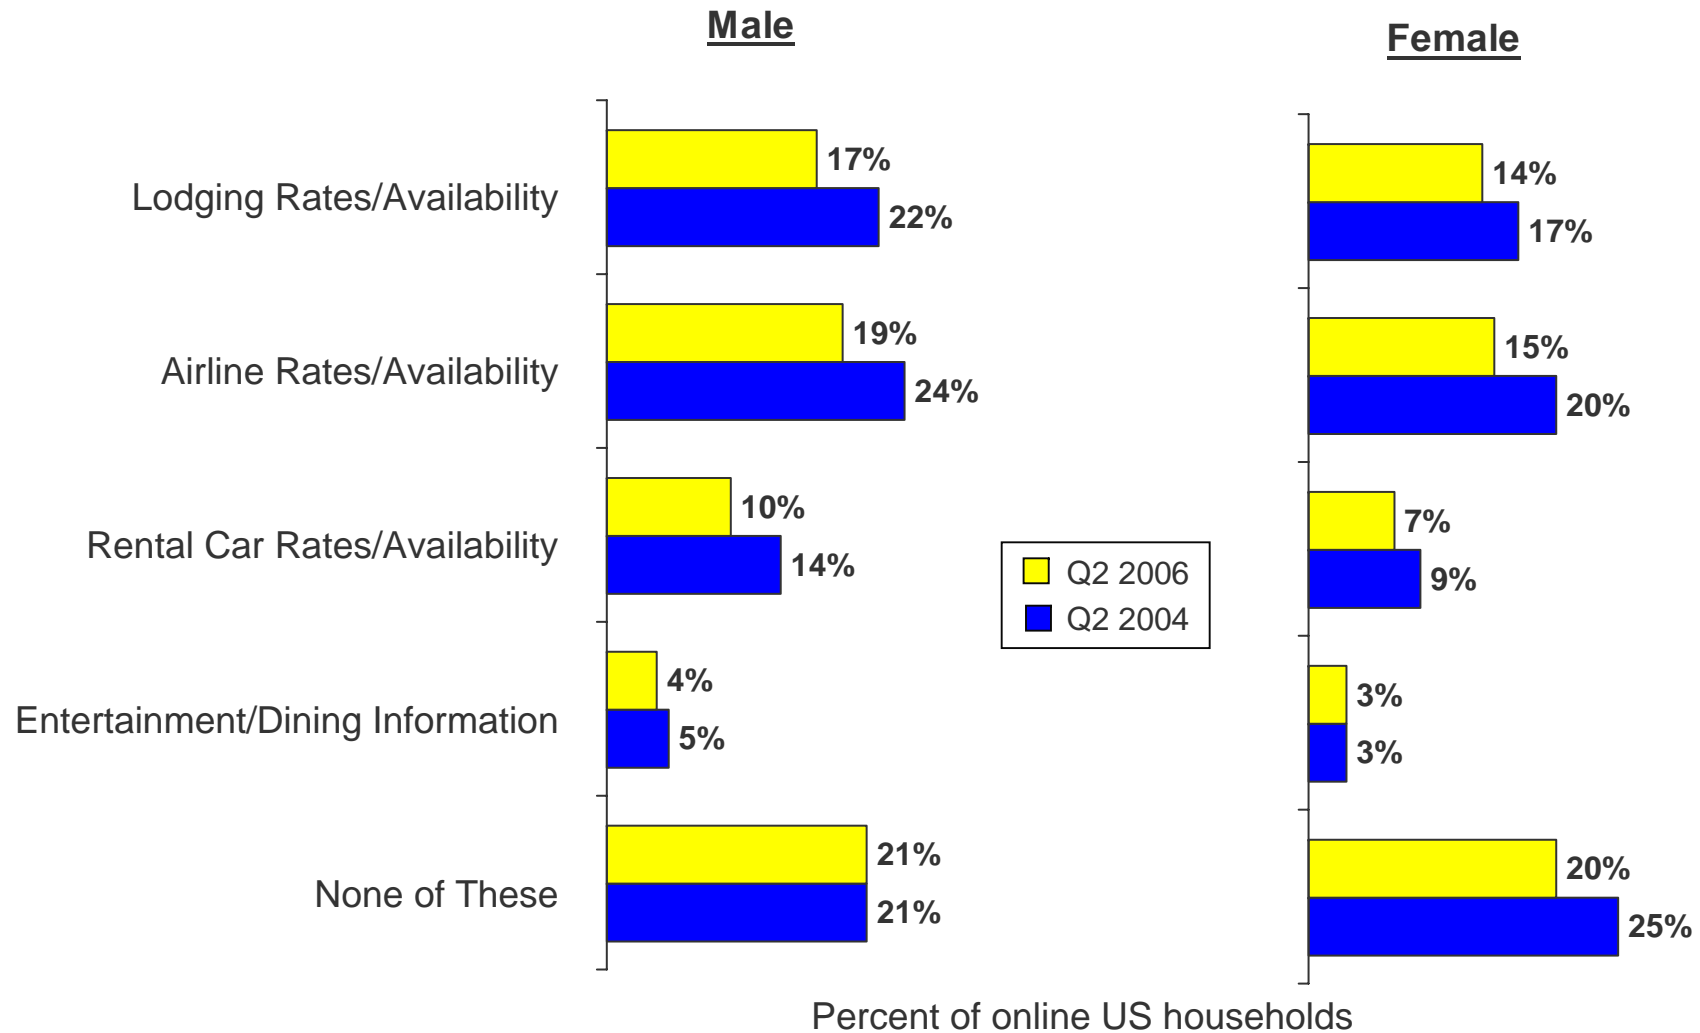 Male
Female
Lodging Rates/Availability
17%
22%
14%
17%
Airline Rates/Availability
19%
24%
15%
20%
Rental Car Rates/Availability
10%
14%
7%
9%
Q2 2006
Q2 2004
Entertainment/Dining Information
4%
5%
3%
3%
None of These
21%
21%
20%
25%
Percent of online US households